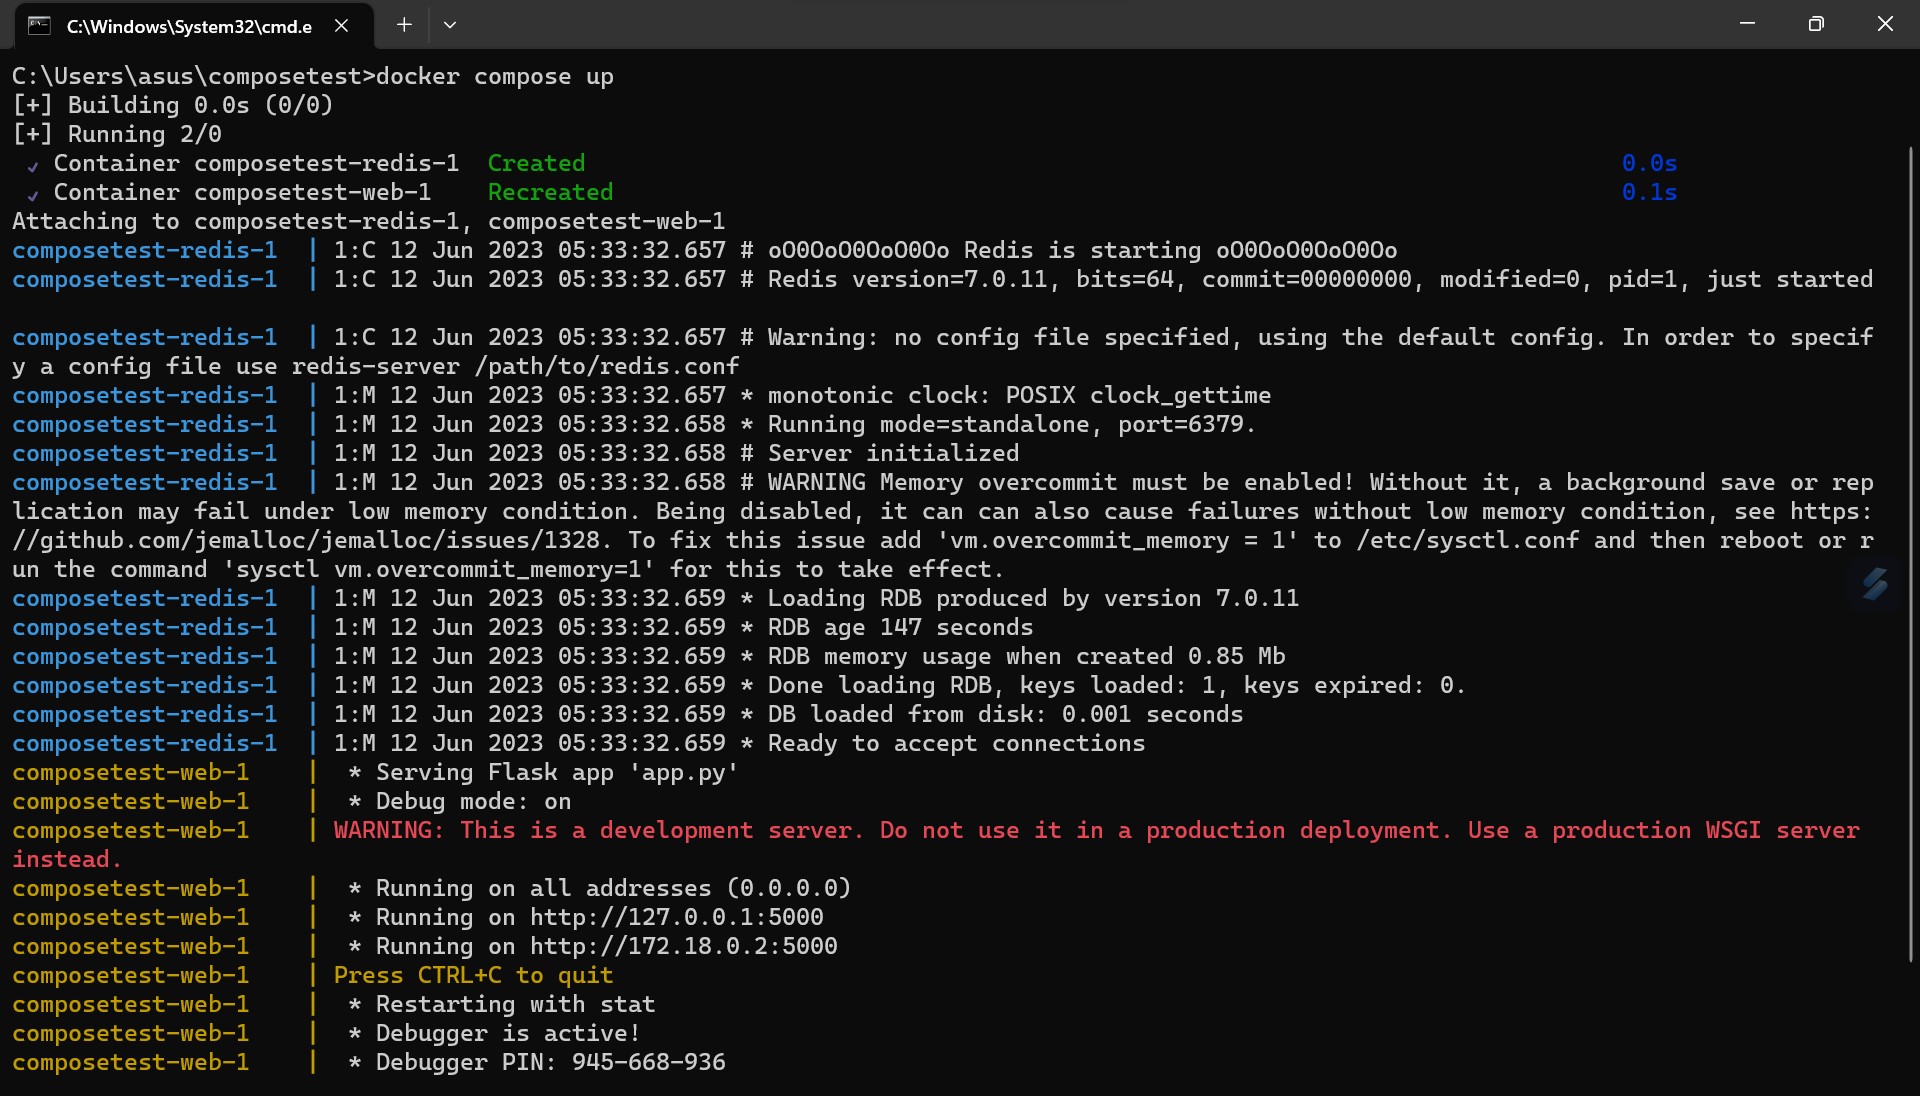 C:\Windows\System32\cmd.e
C:\Users\asus\composetest>docker compose up
[+] Building 0.0s (0/0)
[+] Running 2/0
✔ Container composetest-redis-1  Created 0.0s
✔ Container composetest-web-1    Recreated 0.1s
Attaching to composetest-redis-1, composetest-web-1
composetest-redis-1  | 1:C 12 Jun 2023 05:33:32.657 # oO0OoO0OoO0Oo Redis is starting oO0OoO0OoO0Oo
composetest-redis-1  | 1:C 12 Jun 2023 05:33:32.657 # Redis version=7.0.11, bits=64, commit=00000000, modified=0, pid=1, just started
composetest-redis-1  | 1:C 12 Jun 2023 05:33:32.657 # Warning: no config file specified, using the default config. In order to specif
y a config file use redis-server /path/to/redis.conf
composetest-redis-1  | 1:M 12 Jun 2023 05:33:32.657 * monotonic clock: POSIX clock_gettime
composetest-redis-1  | 1:M 12 Jun 2023 05:33:32.658 * Running mode=standalone, port=6379.
composetest-redis-1  | 1:M 12 Jun 2023 05:33:32.658 # Server initialized
composetest-redis-1  | 1:M 12 Jun 2023 05:33:32.658 # WARNING Memory overcommit must be enabled! Without it, a background save or rep
lication may fail under low memory condition. Being disabled, it can can also cause failures without low memory condition, see https:
//github.com/jemalloc/jemalloc/issues/1328. To fix this issue add 'vm.overcommit_memory = 1' to /etc/sysctl.conf and then reboot or r
un the command 'sysctl vm.overcommit_memory=1' for this to take effect.
composetest-redis-1  | 1:M 12 Jun 2023 05:33:32.659 * Loading RDB produced by version 7.0.11
composetest-redis-1  | 1:M 12 Jun 2023 05:33:32.659 * RDB age 147 seconds
composetest-redis-1  | 1:M 12 Jun 2023 05:33:32.659 * RDB memory usage when created 0.85 Mb
composetest-redis-1  | 1:M 12 Jun 2023 05:33:32.659 * Done loading RDB, keys loaded: 1, keys expired: 0.
composetest-redis-1  | 1:M 12 Jun 2023 05:33:32.659 * DB loaded from disk: 0.001 seconds
composetest-redis-1  | 1:M 12 Jun 2023 05:33:32.659 * Ready to accept connections
composetest-web-1    |  * Serving Flask app 'app.py'
composetest-web-1    |  * Debug mode: on
composetest-web-1    | WARNING: This is a development server. Do not use it in a production deployment. Use a production WSGI server
instead.
composetest-web-1    |  * Running on all addresses (0.0.0.0)
composetest-web-1    |  * Running on http://127.0.0.1:5000
composetest-web-1    |  * Running on http://172.18.0.2:5000
composetest-web-1    | Press CTRL+C to quit
composetest-web-1    |  * Restarting with stat
composetest-web-1    |  * Debugger is active!
composetest-web-1    |  * Debugger PIN: 945-668-936